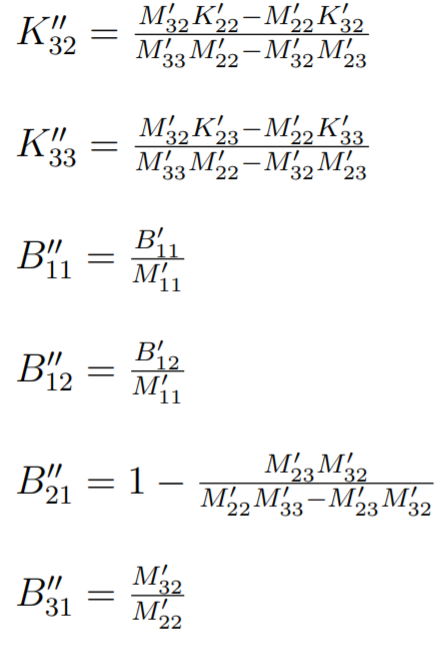 K''_{32} = \frac{M'_{32}K'_{22}-M'_{22}K'_{32}}{M'_{33}M'_{22}-M'_{32}M'_{23}}
K''_{33} = \frac{M'_{32}K'_{23}-M'_{22}K'_{33}}{M'_{33}M'_{22}-M'_{32}M'_{23}}
B''_{11} = \frac{B'_{11}}{M'_{11}}
B''_{12} = \frac{B'_{12}}{M'_{11}}
B''_{21} = 1 - \frac{M'_{23}M'_{32}}{M'_{22}M'_{33}-M'_{23}M'_{32}}
B''_{31} = \frac{M'_{32}}{M'_{22}}